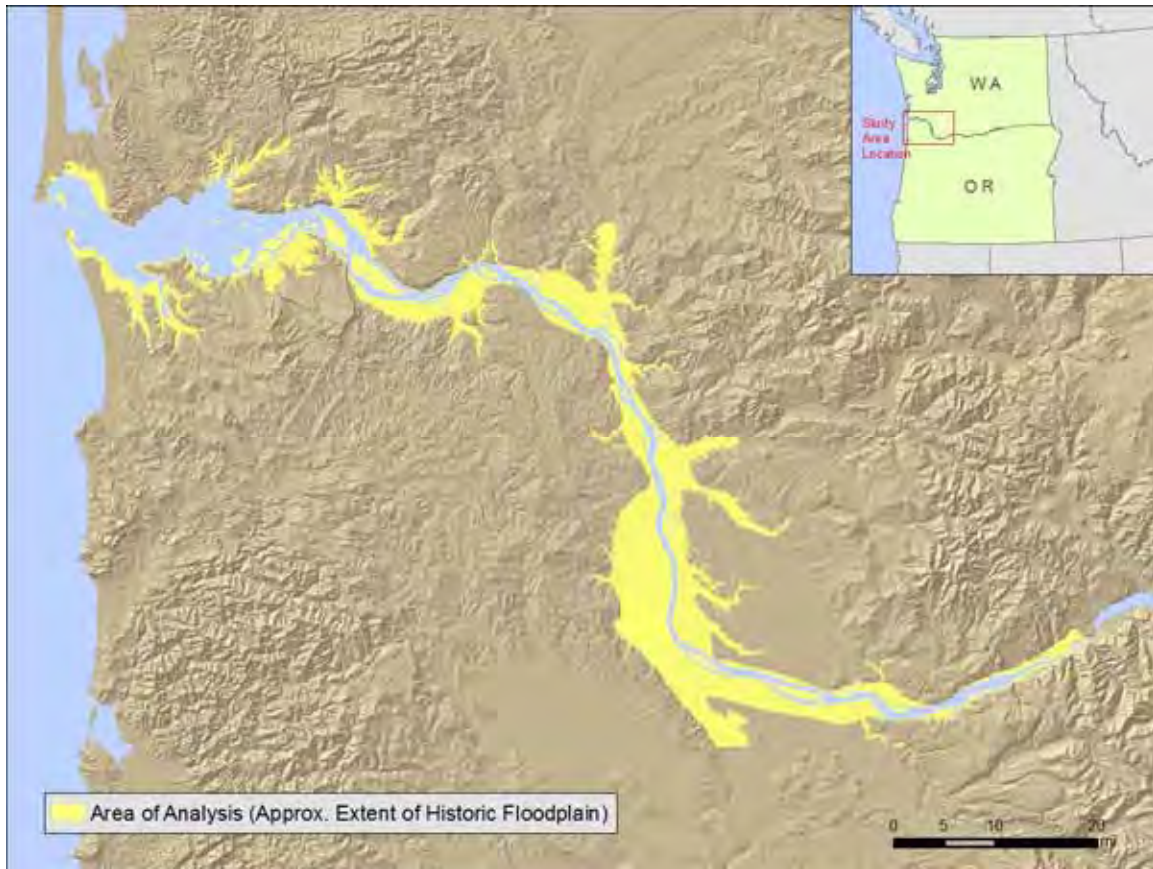 WA
Study
Area
Location
OR
Area of Analysis (Approx. Extent of Historic Floodplain)
0 5 10 20
mi